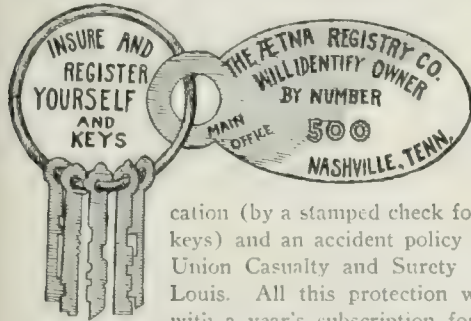 INSURE AND
REGISTER
YOURSELF
AND
KEYS
THE ÆTNA REGISTRY CO.
WILL IDENTIFY OWNER
BY NUMBER
500
MAIN
OFFICE
NASHVILLE, TENN.
cation (by a stamped check fo
keys) and an accident policy
Union Casualty and Surety
Louis. All this protection w
with a year's subscription fo